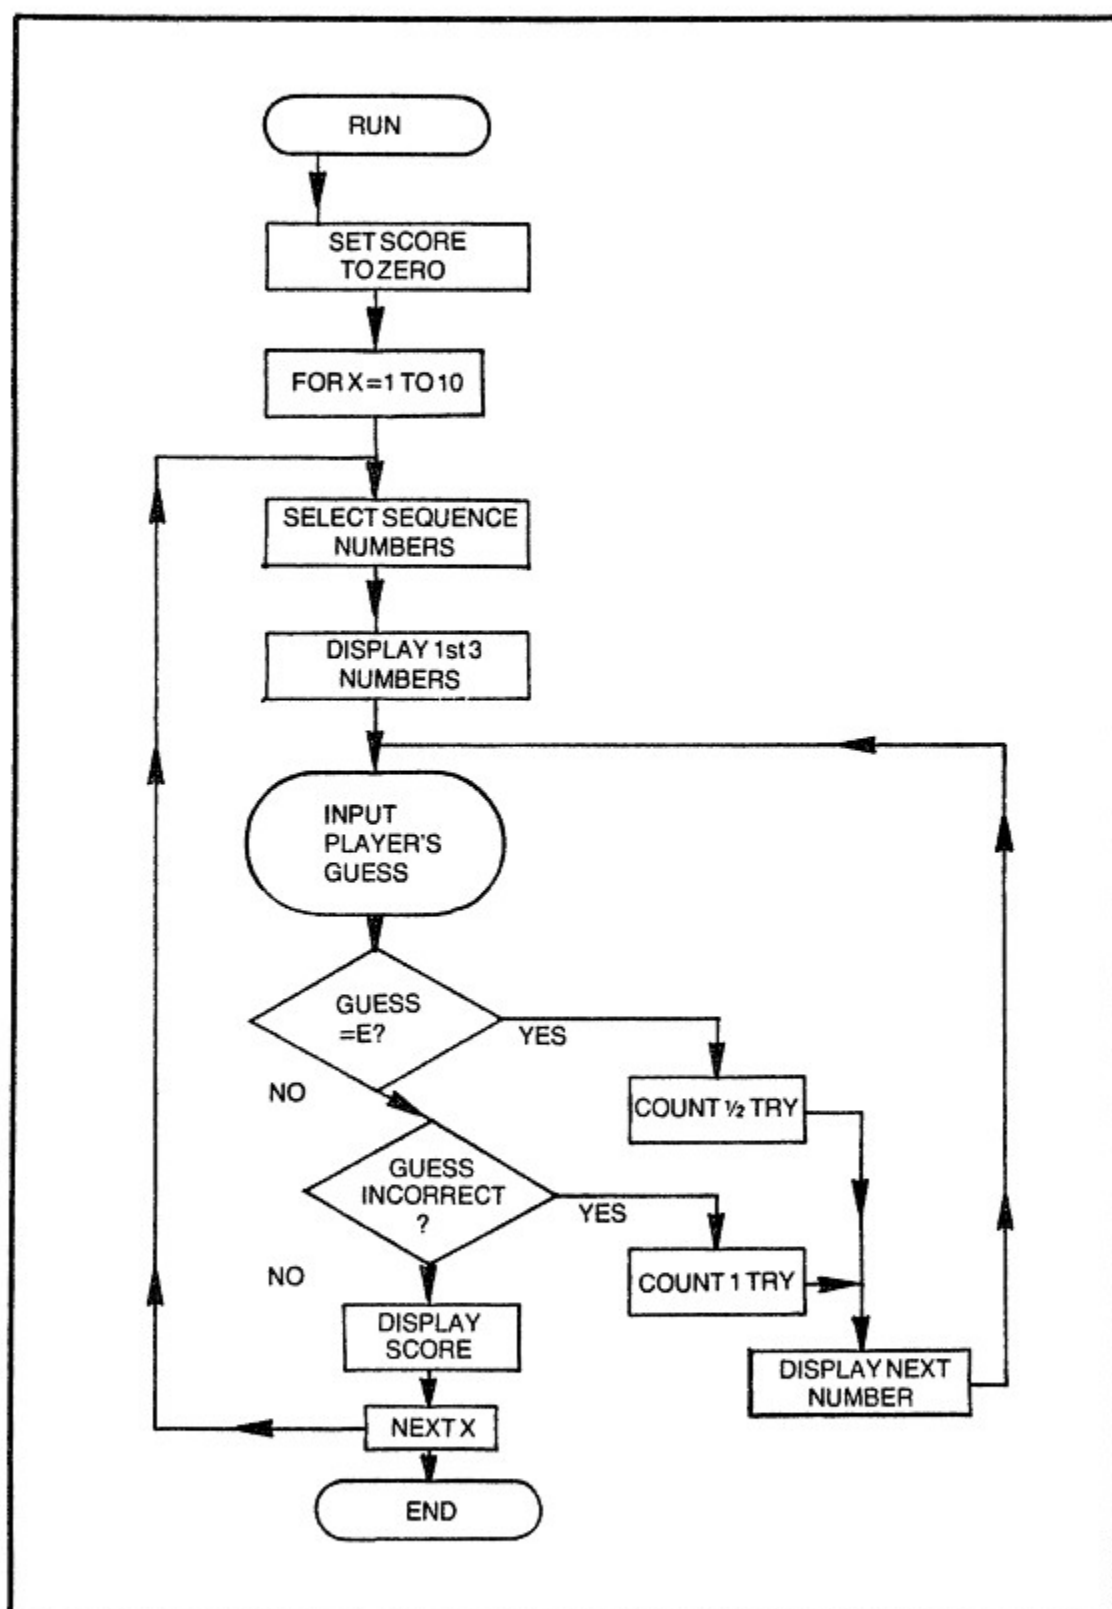 RUN
SET SCORE
TO ZERO
FOR X=1 TO 10
SELECT SEQUENCE
NUMBERS
DISPLAY 1st 3
NUMBERS
INPUT
PLAYER'S
GUESS
GUESS
=E?
YES
NO
COUNT ½ TRY
GUESS
INCORRECT
?
YES
NO
COUNT 1 TRY
DISPLAY
SCORE
DISPLAY NEXT
NUMBER
NEXT X
END